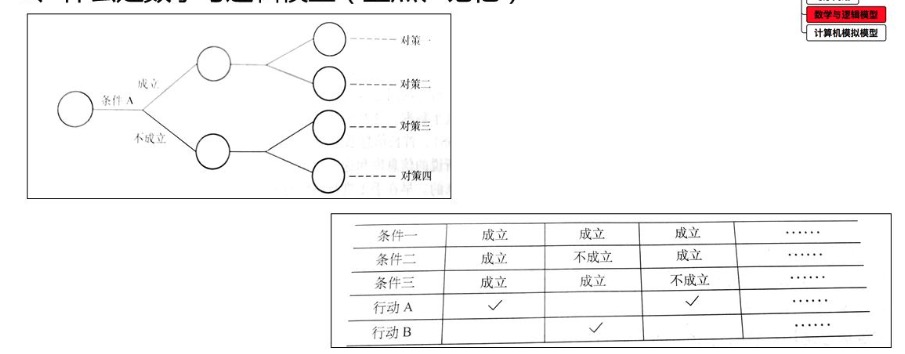 数学与逻辑模型
计算机模拟模型
条件 A
成立
不成立
对策一
对策二
对策三
对策四
条件一 成立 成立 成立 ……
条件二 成立 不成立 成立 ……
条件三 成立 成立 不成立 ……
行动 A ✓ ✓ ……
行动 B ✓ ……